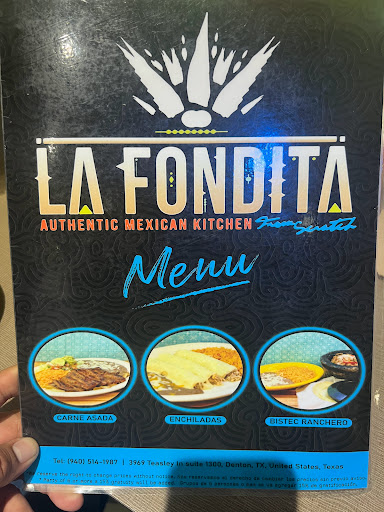 LA FONDITA
AUTHENTIC MEXICAN KITCHEN From Scratch
Menu
CARNE ASADA
ENCHILADAS
BISTEC RANCHERO
Tel: (940) 514-1987 | 3969 Teasley ln Suite 1300, Denton, TX, United States, Texas